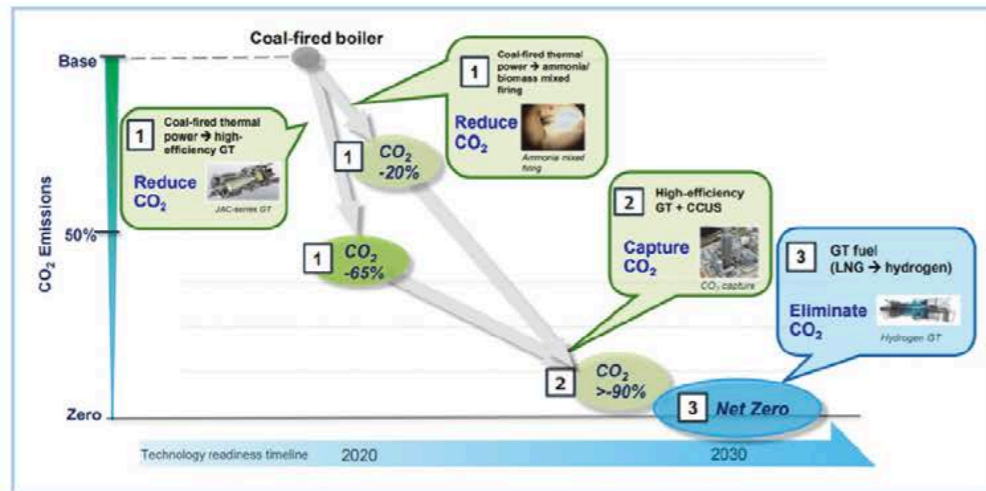 Coal-fired boiler
Base
50%
Zero
CO₂ Emissions
1
Coal-fired thermal
power → high-
efficiency GT
Reduce
CO₂
JAC-series GT
1
Coal-fired thermal
power → ammonia/
biomass mixed
firing
Reduce
CO₂
Ammonia mixed
firing
1
CO₂
-20%
1
CO₂
-65%
2
High-efficiency
GT + CCUS
Capture
CO₂
CO₂ capture
3
GT fuel
(LNG → hydrogen)
Eliminate
CO₂
Hydrogen GT
2
CO₂
>-90%
3
Net Zero
Technology readiness timeline
2020
2030